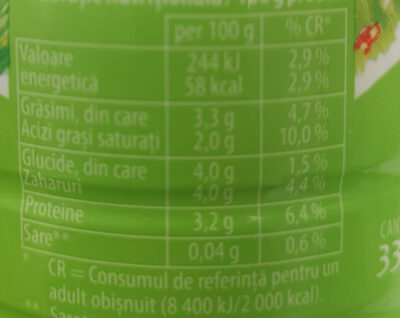 per 100 g % CR*
Valoare 244 kJ 2,9 %
energetică 58 kcal 2,9 %
Grăsimi, din care 3,3 g 4,7 %
Acizi grași saturați 2,0 g 10,0 %
Glucide, din care 4,0 g 1,5 %
Zaharuri 4,0 g 4,4 %
Proteine 3,2 g 6,4 %
Sare** 0,04 g 0,6 %
* CR = Consumul de referință pentru un
adult obișnuit (8 400 kJ/2 000 kcal).